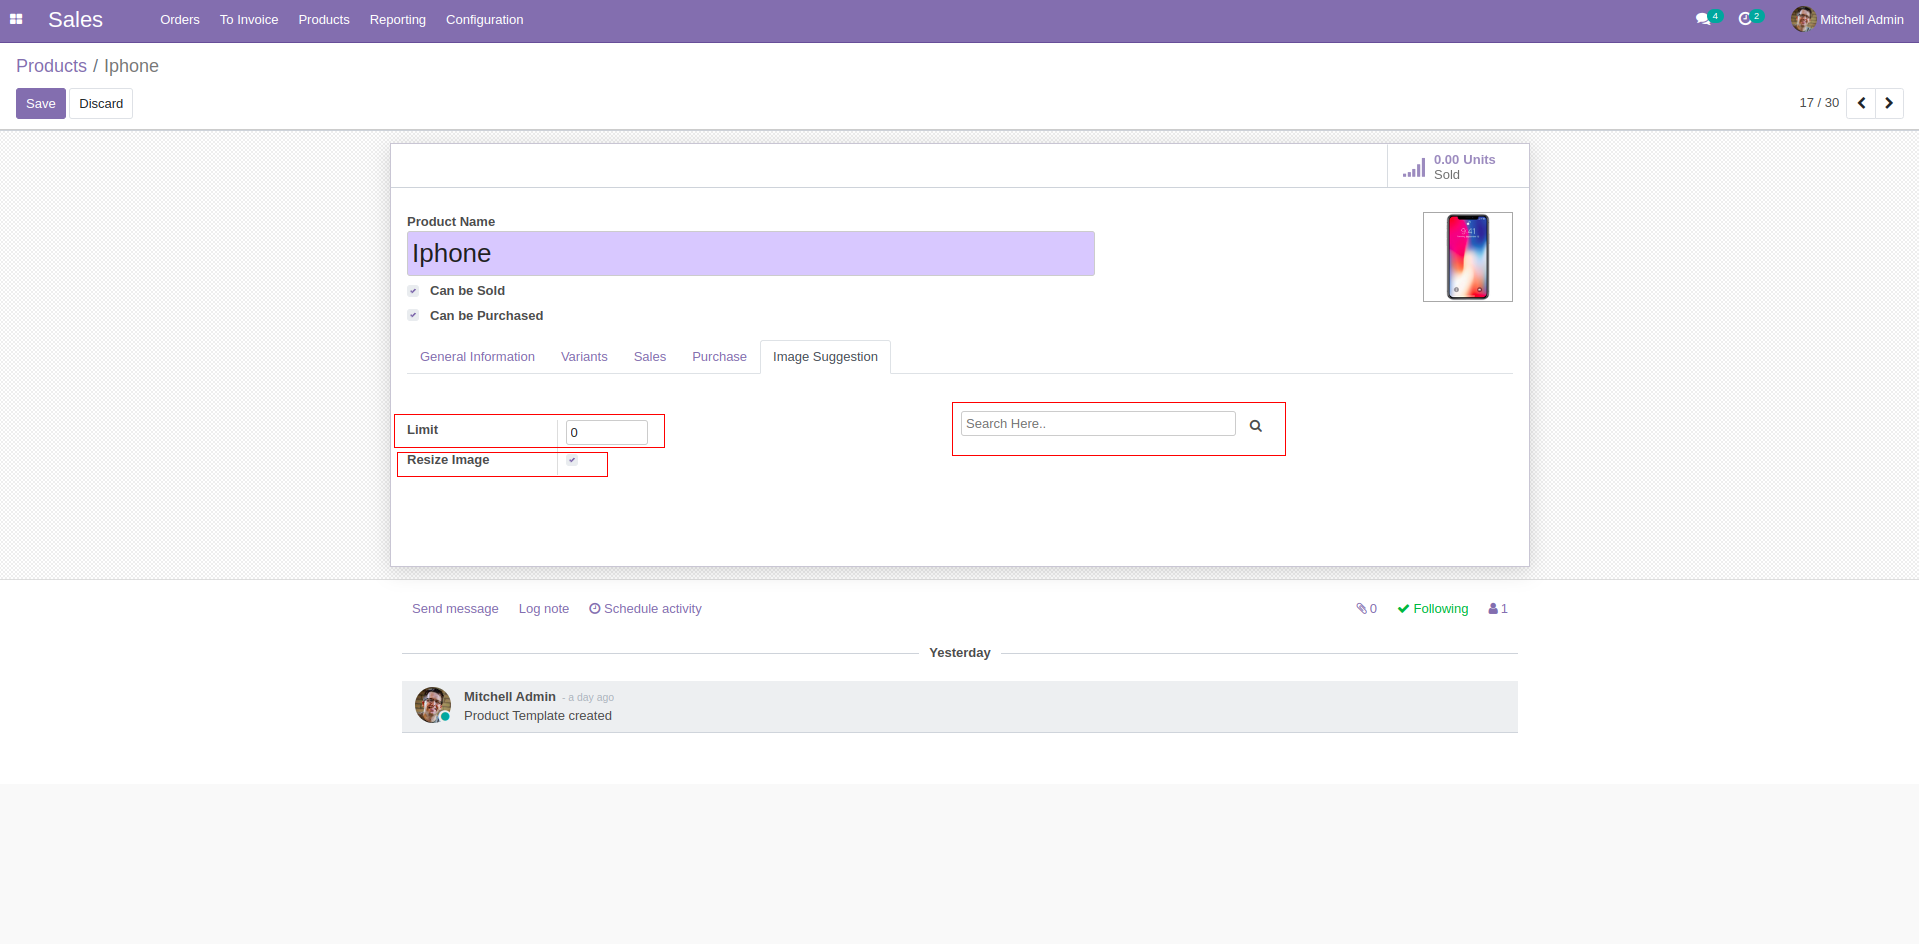 Sales Orders To Invoice Products Reporting Configuration 4 2 Mitchell Admin
Products / Iphone
Save Discard 17 / 30
0.00 Units
Sold
Product Name
Iphone
9:41
Can be Sold
Can be Purchased
General Information Variants Sales Purchase Image Suggestion
Limit 0 Search Here..
Resize Image
Send message Log note Schedule activity 0 Following 1
Yesterday
Mitchell Admin - a day ago
Product Template created